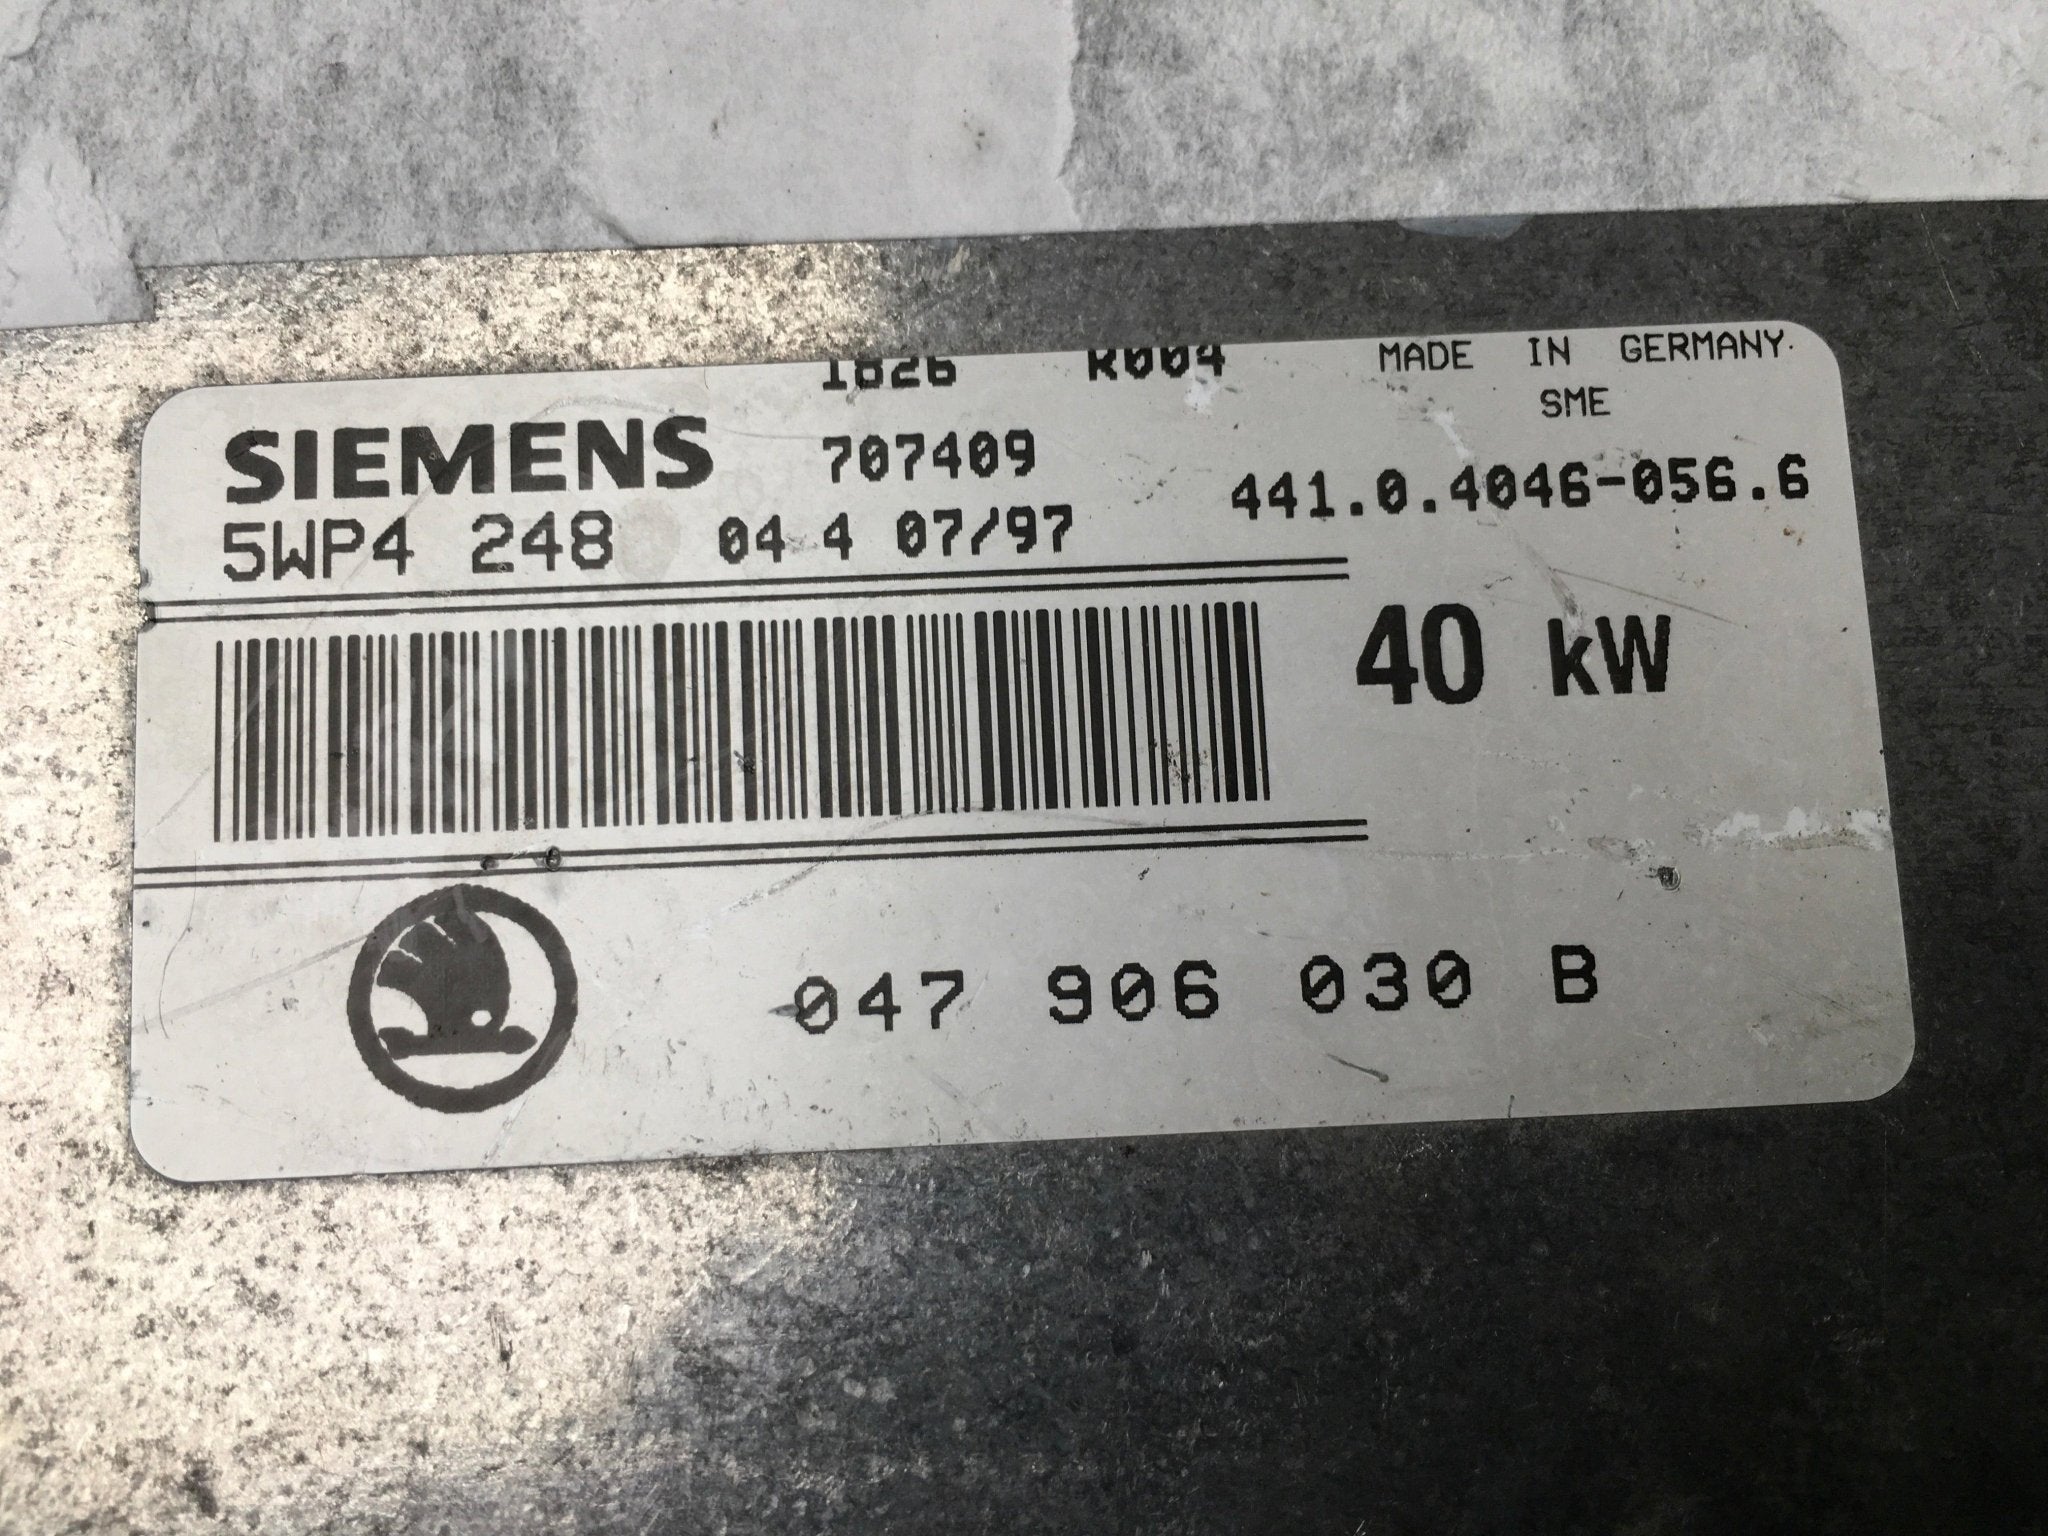 1826 R004 MADE IN GERMANY.
SME
SIEMENS 707409
441.0.4046-056.6
5WP4 248 04 4 07/97
40 kW
047 906 030 B